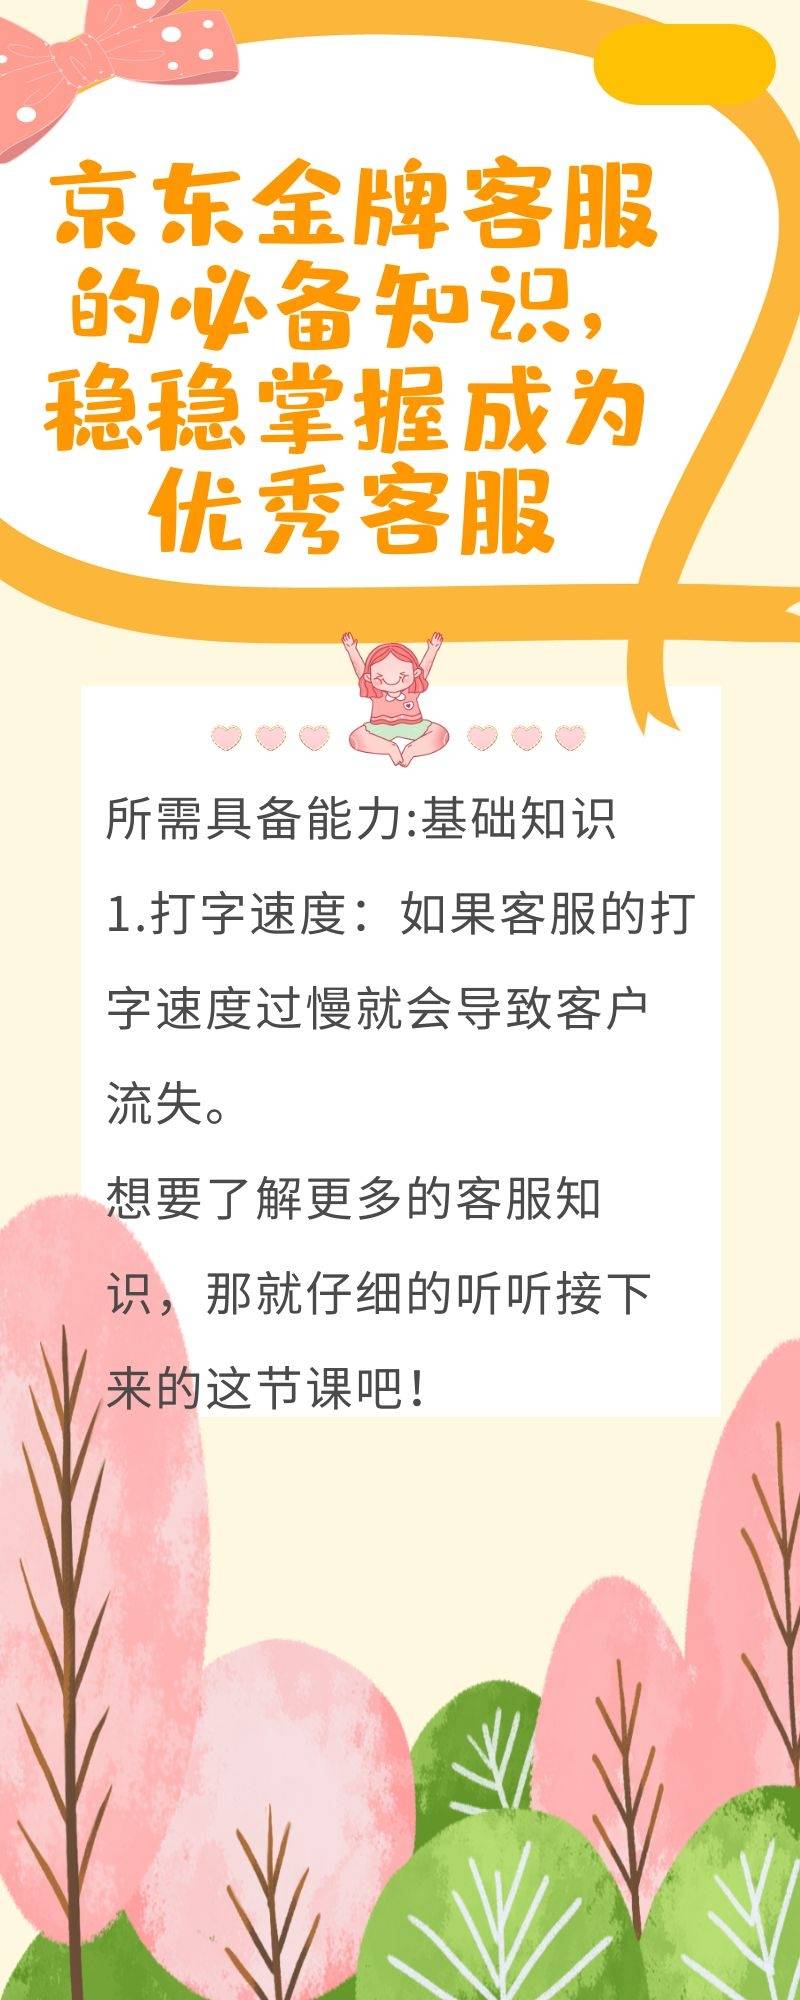 京东金牌客服
的必备知识，
稳稳掌握成为
优秀客服
所需具备能力:基础知识
1.打字速度：如果客服的打
字速度过慢就会导致客户
流失。
想要了解更多的客服知
识，那就仔细的听听接下
来的这节课吧！